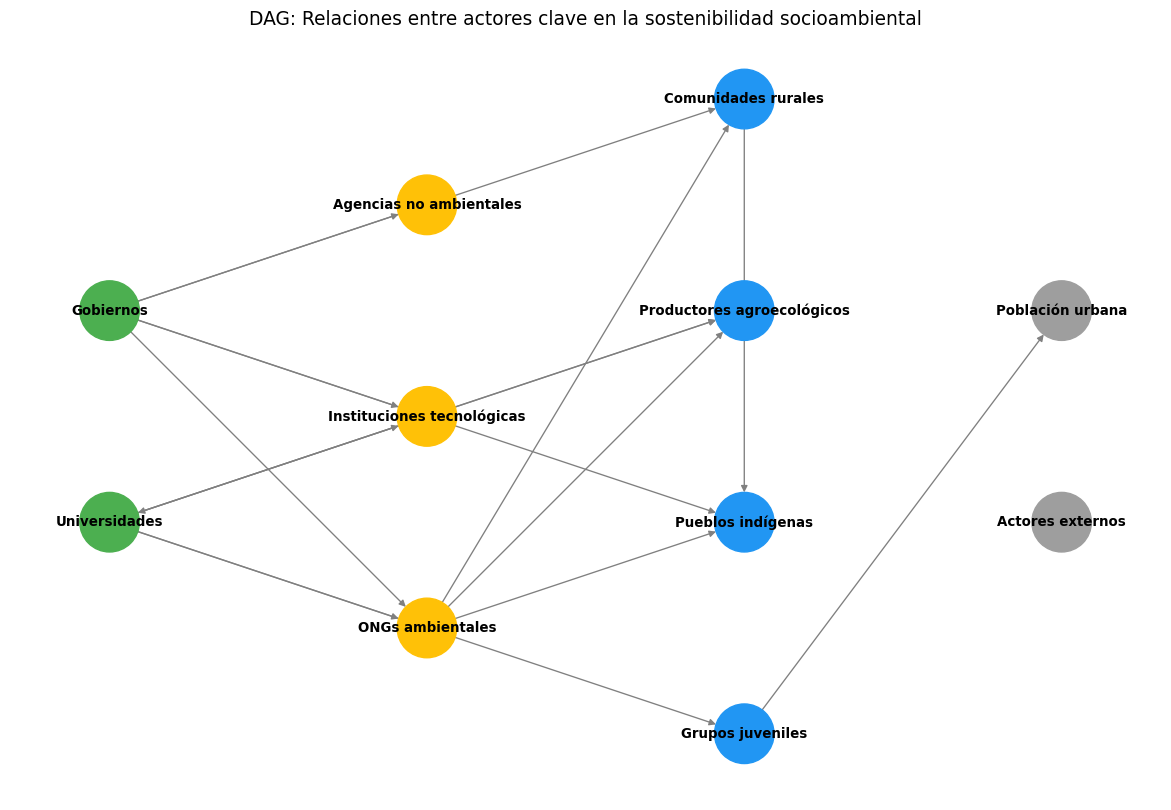 DAG: Relaciones entre actores clave en la sostenibilidad socioambiental
Comunidades rurales
Agencias no ambientales
Gobiernos
Productores agroecológicos
Población urbana
Instituciones tecnológicas
Universidades
Pueblos indígenas
Actores externos
ONGs ambientales
Grupos juveniles